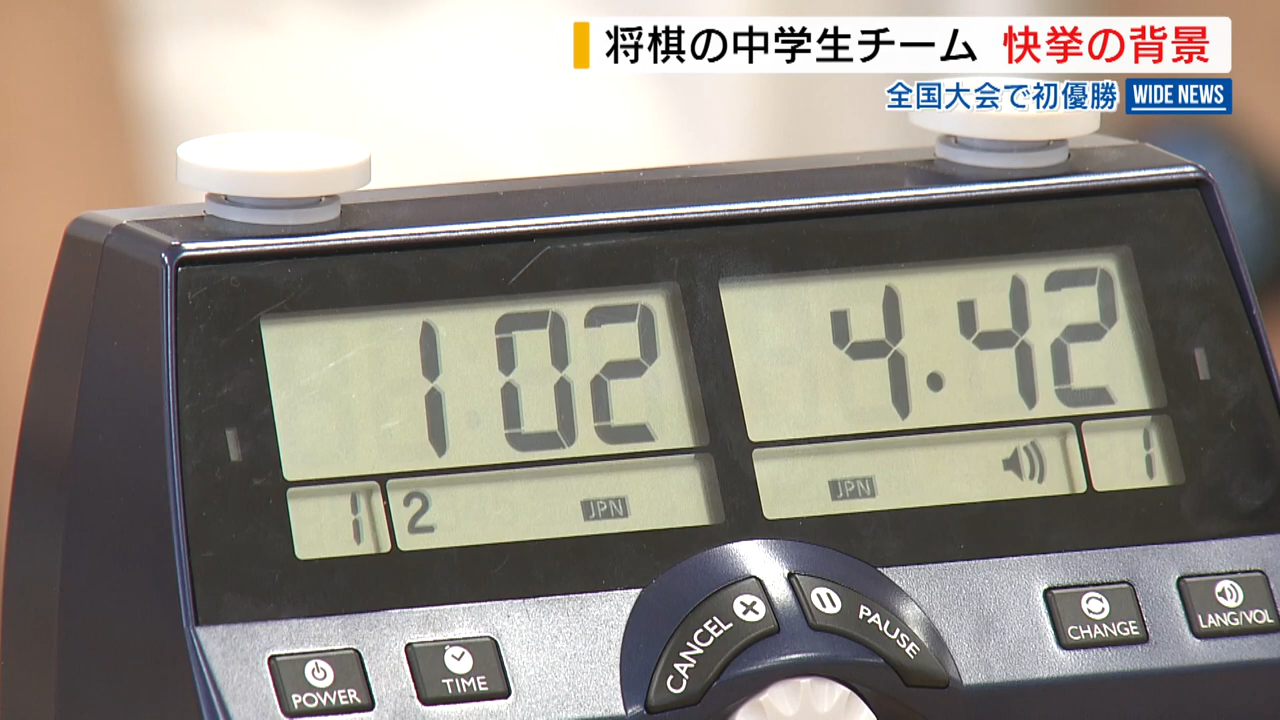 将棋の中学生チーム 快挙の背景
全国大会で初優勝 WIDE NEWS
1 02
4.42
1 2 JPN
JPN 1
CANCEL
PAUSE
CHANGE
LANG/VOL
POWER
TIME